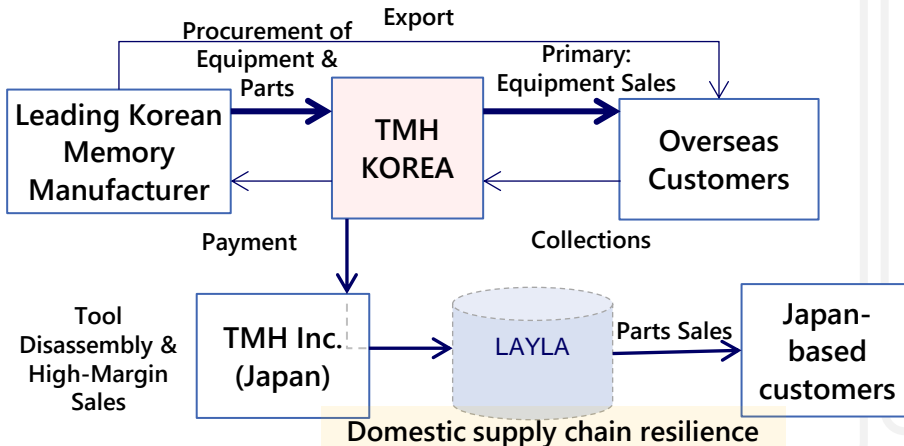 Export
Procurement of
Equipment &
Parts
Primary:
Equipment Sales
Leading Korean
Memory
Manufacturer
TMH
KOREA
Overseas
Customers
Payment
Collections
Tool
Disassembly &
High-Margin
Sales
TMH Inc.
(Japan)
LAYLA
Parts Sales
Japan-
based
customers
Domestic supply chain resilience